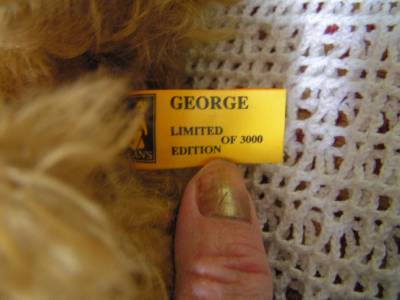 GEORGE
LIMITED
OF 3000
EDITION